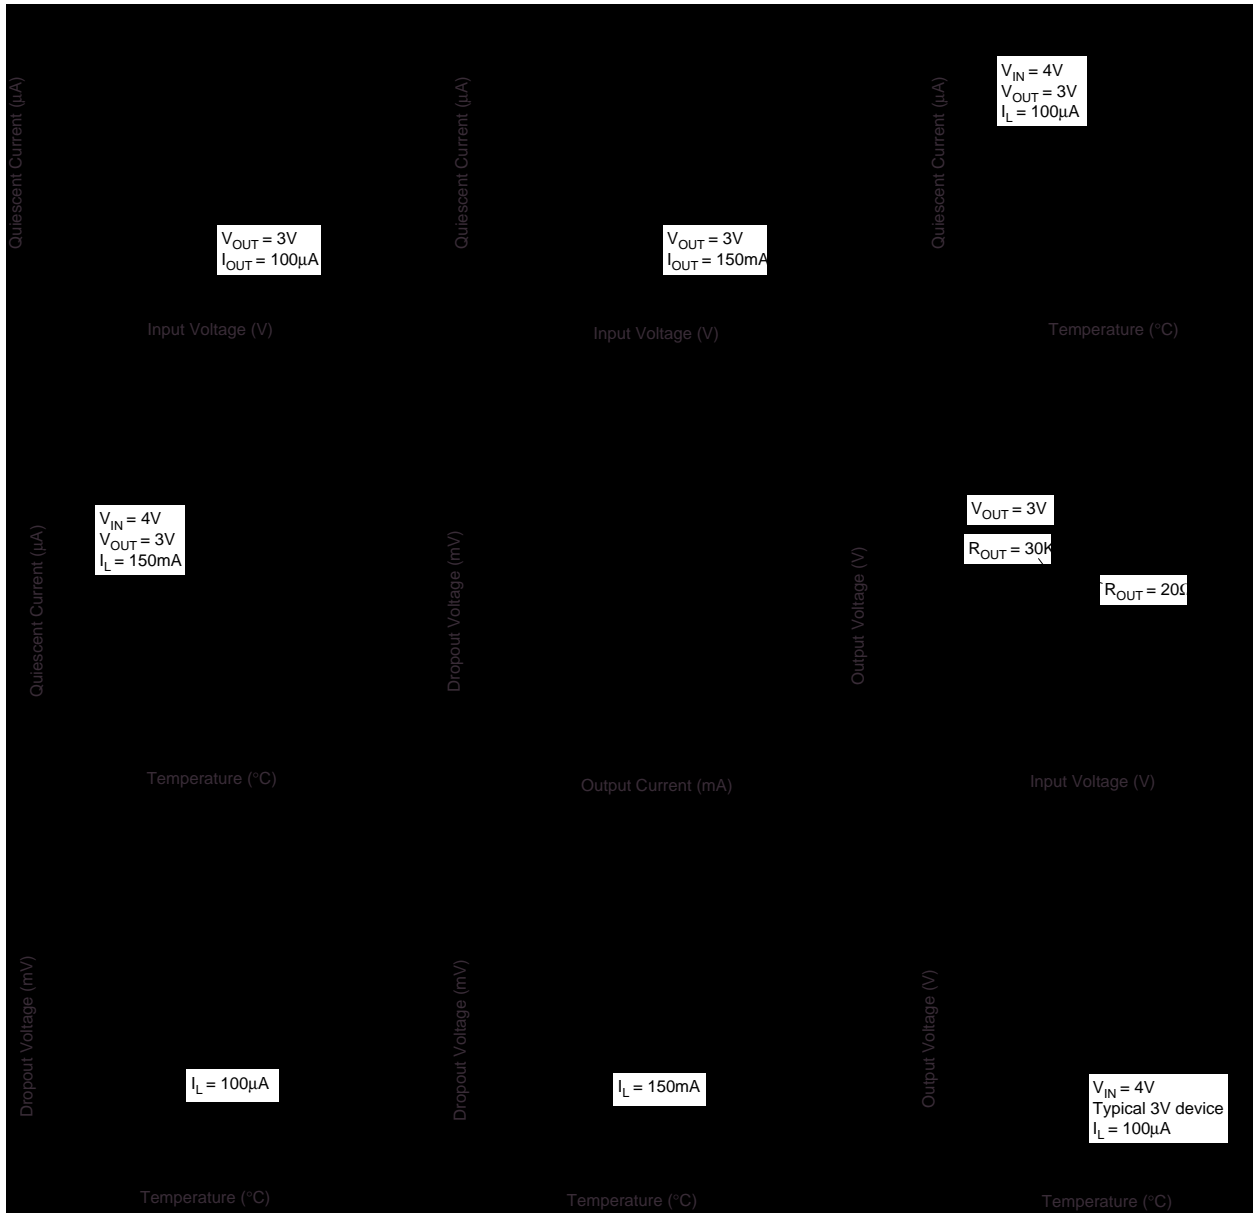 Quiescent Current (μA)
V_OUT = 3V
I_OUT = 100μA
Input Voltage (V)
Quiescent Current (μA)
V_OUT = 3V
I_OUT = 150mA
Input Voltage (V)
Quiescent Current (μA)
V_IN = 4V
V_OUT = 3V
I_L = 100μA
Temperature (°C)
Quiescent Current (μA)
V_IN = 4V
V_OUT = 3V
I_L = 150mA
Temperature (°C)
Dropout Voltage (mV)
Output Current (mA)
Output Voltage (V)
V_OUT = 3V
R_OUT = 30K
R_OUT = 20Ω
Input Voltage (V)
Dropout Voltage (mV)
I_L = 100μA
Temperature (°C)
Dropout Voltage (mV)
I_L = 150mA
Temperature (°C)
Output Voltage (V)
V_IN = 4V
Typical 3V device
I_L = 100μA
Temperature (°C)